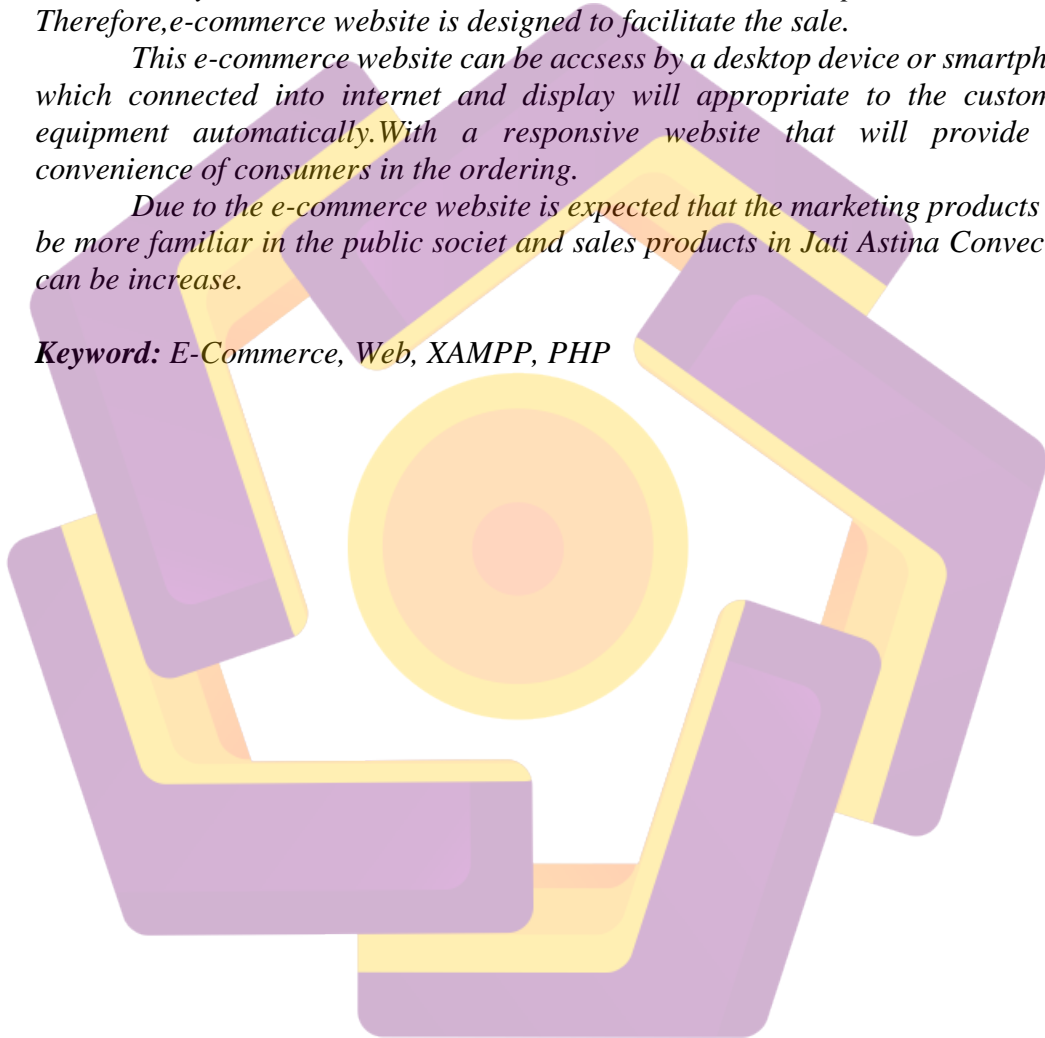 Therefore,e-commerce website is designed to facilitate the sale.
This e-commerce website can be accsess by a desktop device or smartph
which connected into internet and display will appropriate to the custom
equipment automatically.With a responsive website that will provide
convenience of consumers in the ordering.
Due to the e-commerce website is expected that the marketing products
be more familiar in the public societ and sales products in Jati Astina Convec
can be increase.
Keyword: E-Commerce, Web, XAMPP, PHP